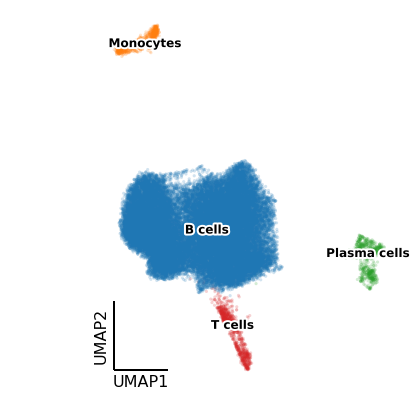 Monocytes
B cells
Plasma cells
T cells
UMAP2
UMAP1